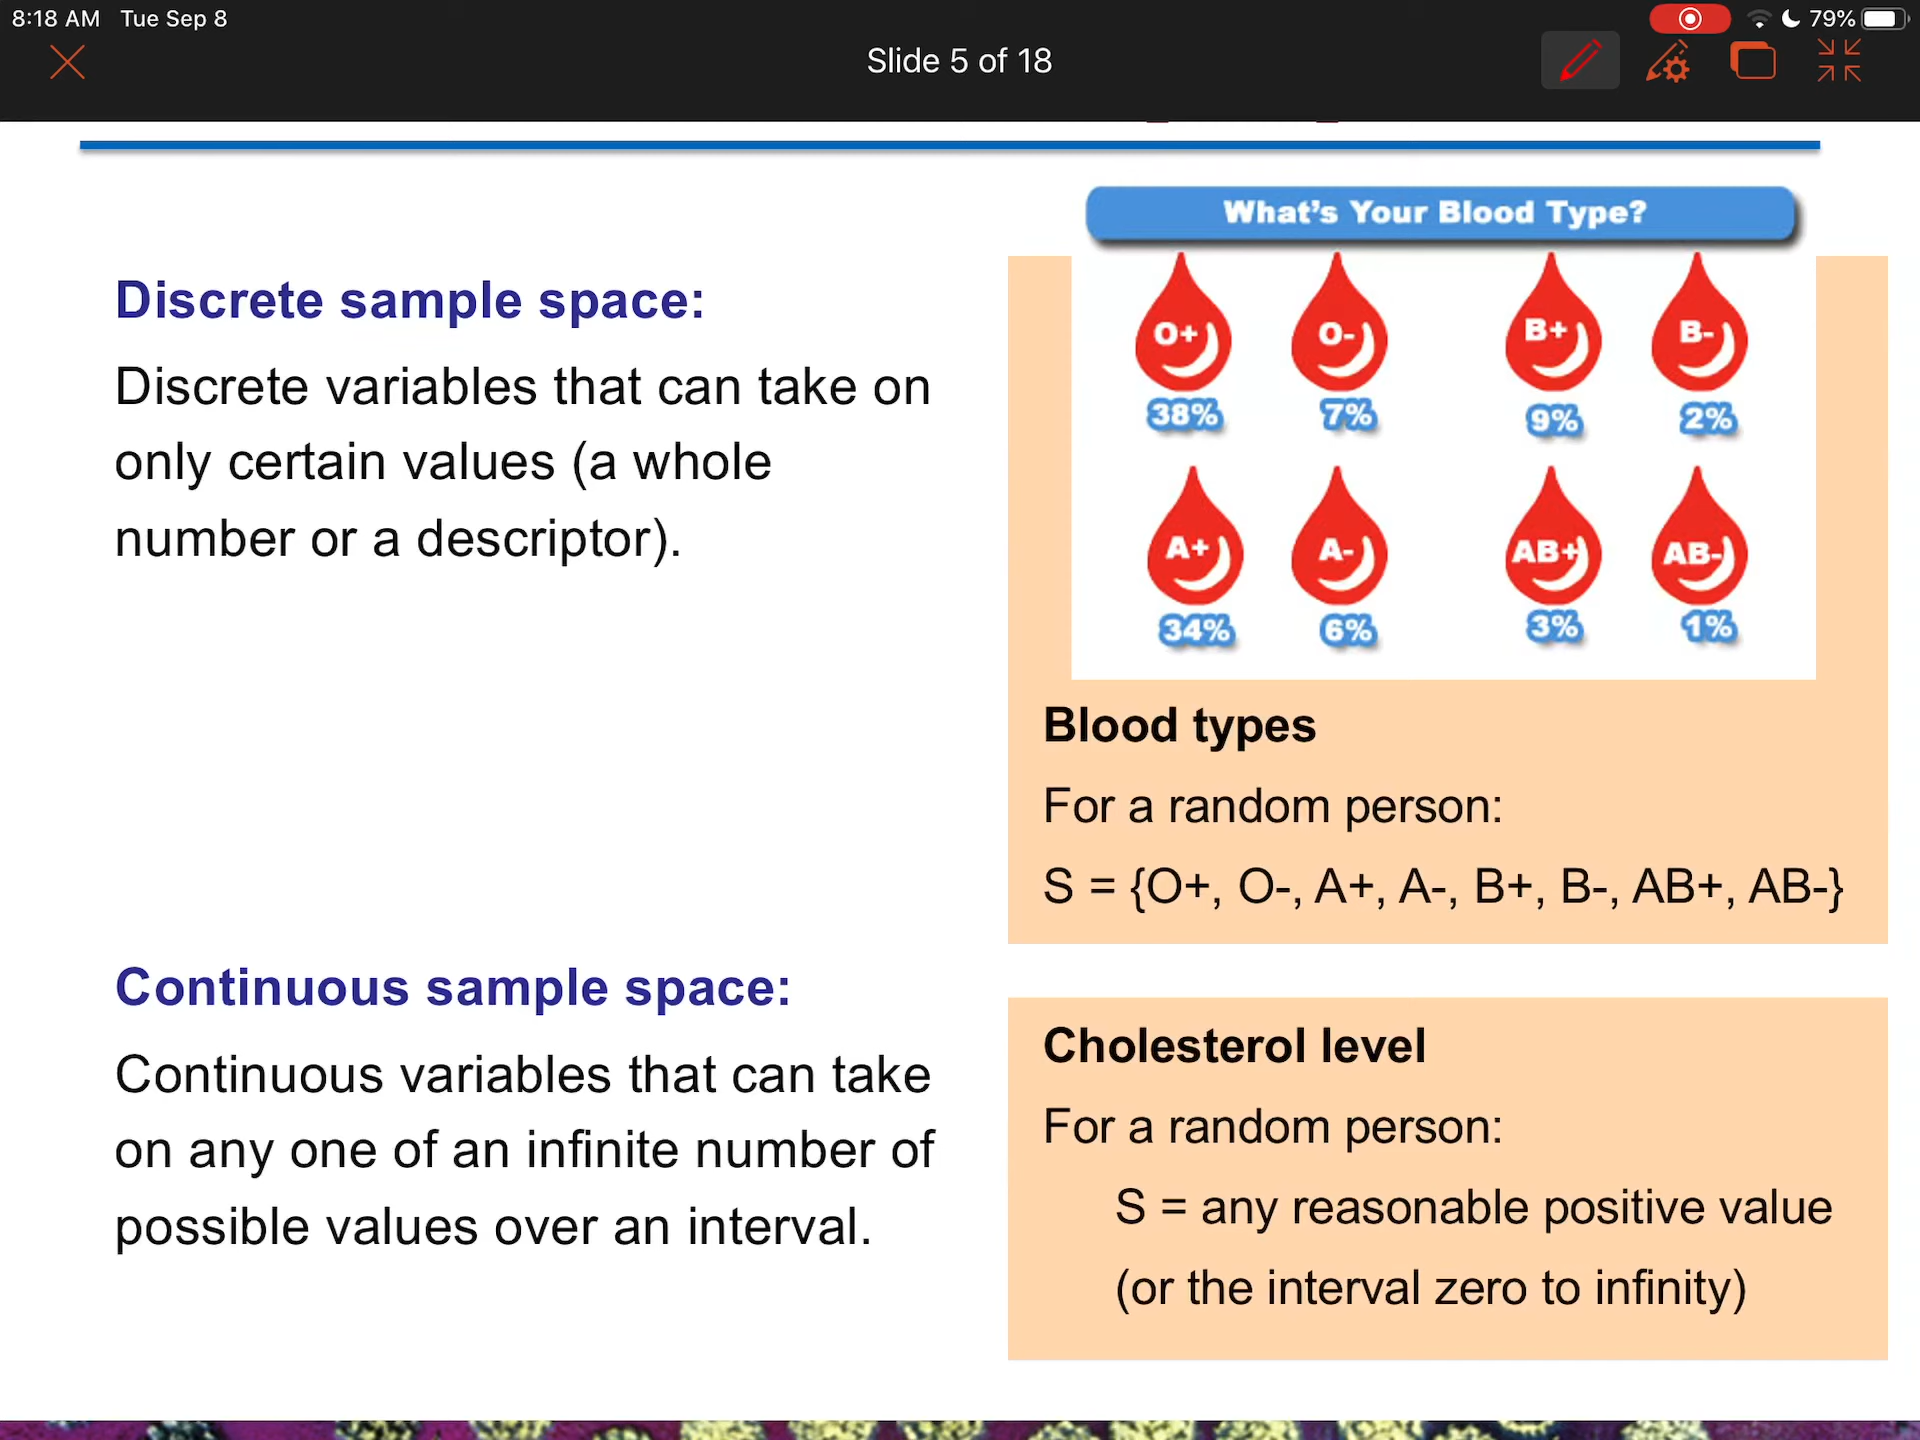 8:18 AM Tue Sep 8
79%
Slide 5 of 18
What's Your Blood Type?
O+ O- B+ B-
38% 7% 9% 2%
A+ A- AB+ AB-
34% 6% 3% 1%
Discrete sample space:
Discrete variables that can take on
only certain values (a whole
number or a descriptor).
Blood types
For a random person:
S = {O+, O-, A+, A-, B+, B-, AB+, AB-}
Continuous sample space:
Continuous variables that can take
on any one of an infinite number of
possible values over an interval.
Cholesterol level
For a random person:
S = any reasonable positive value
(or the interval zero to infinity)